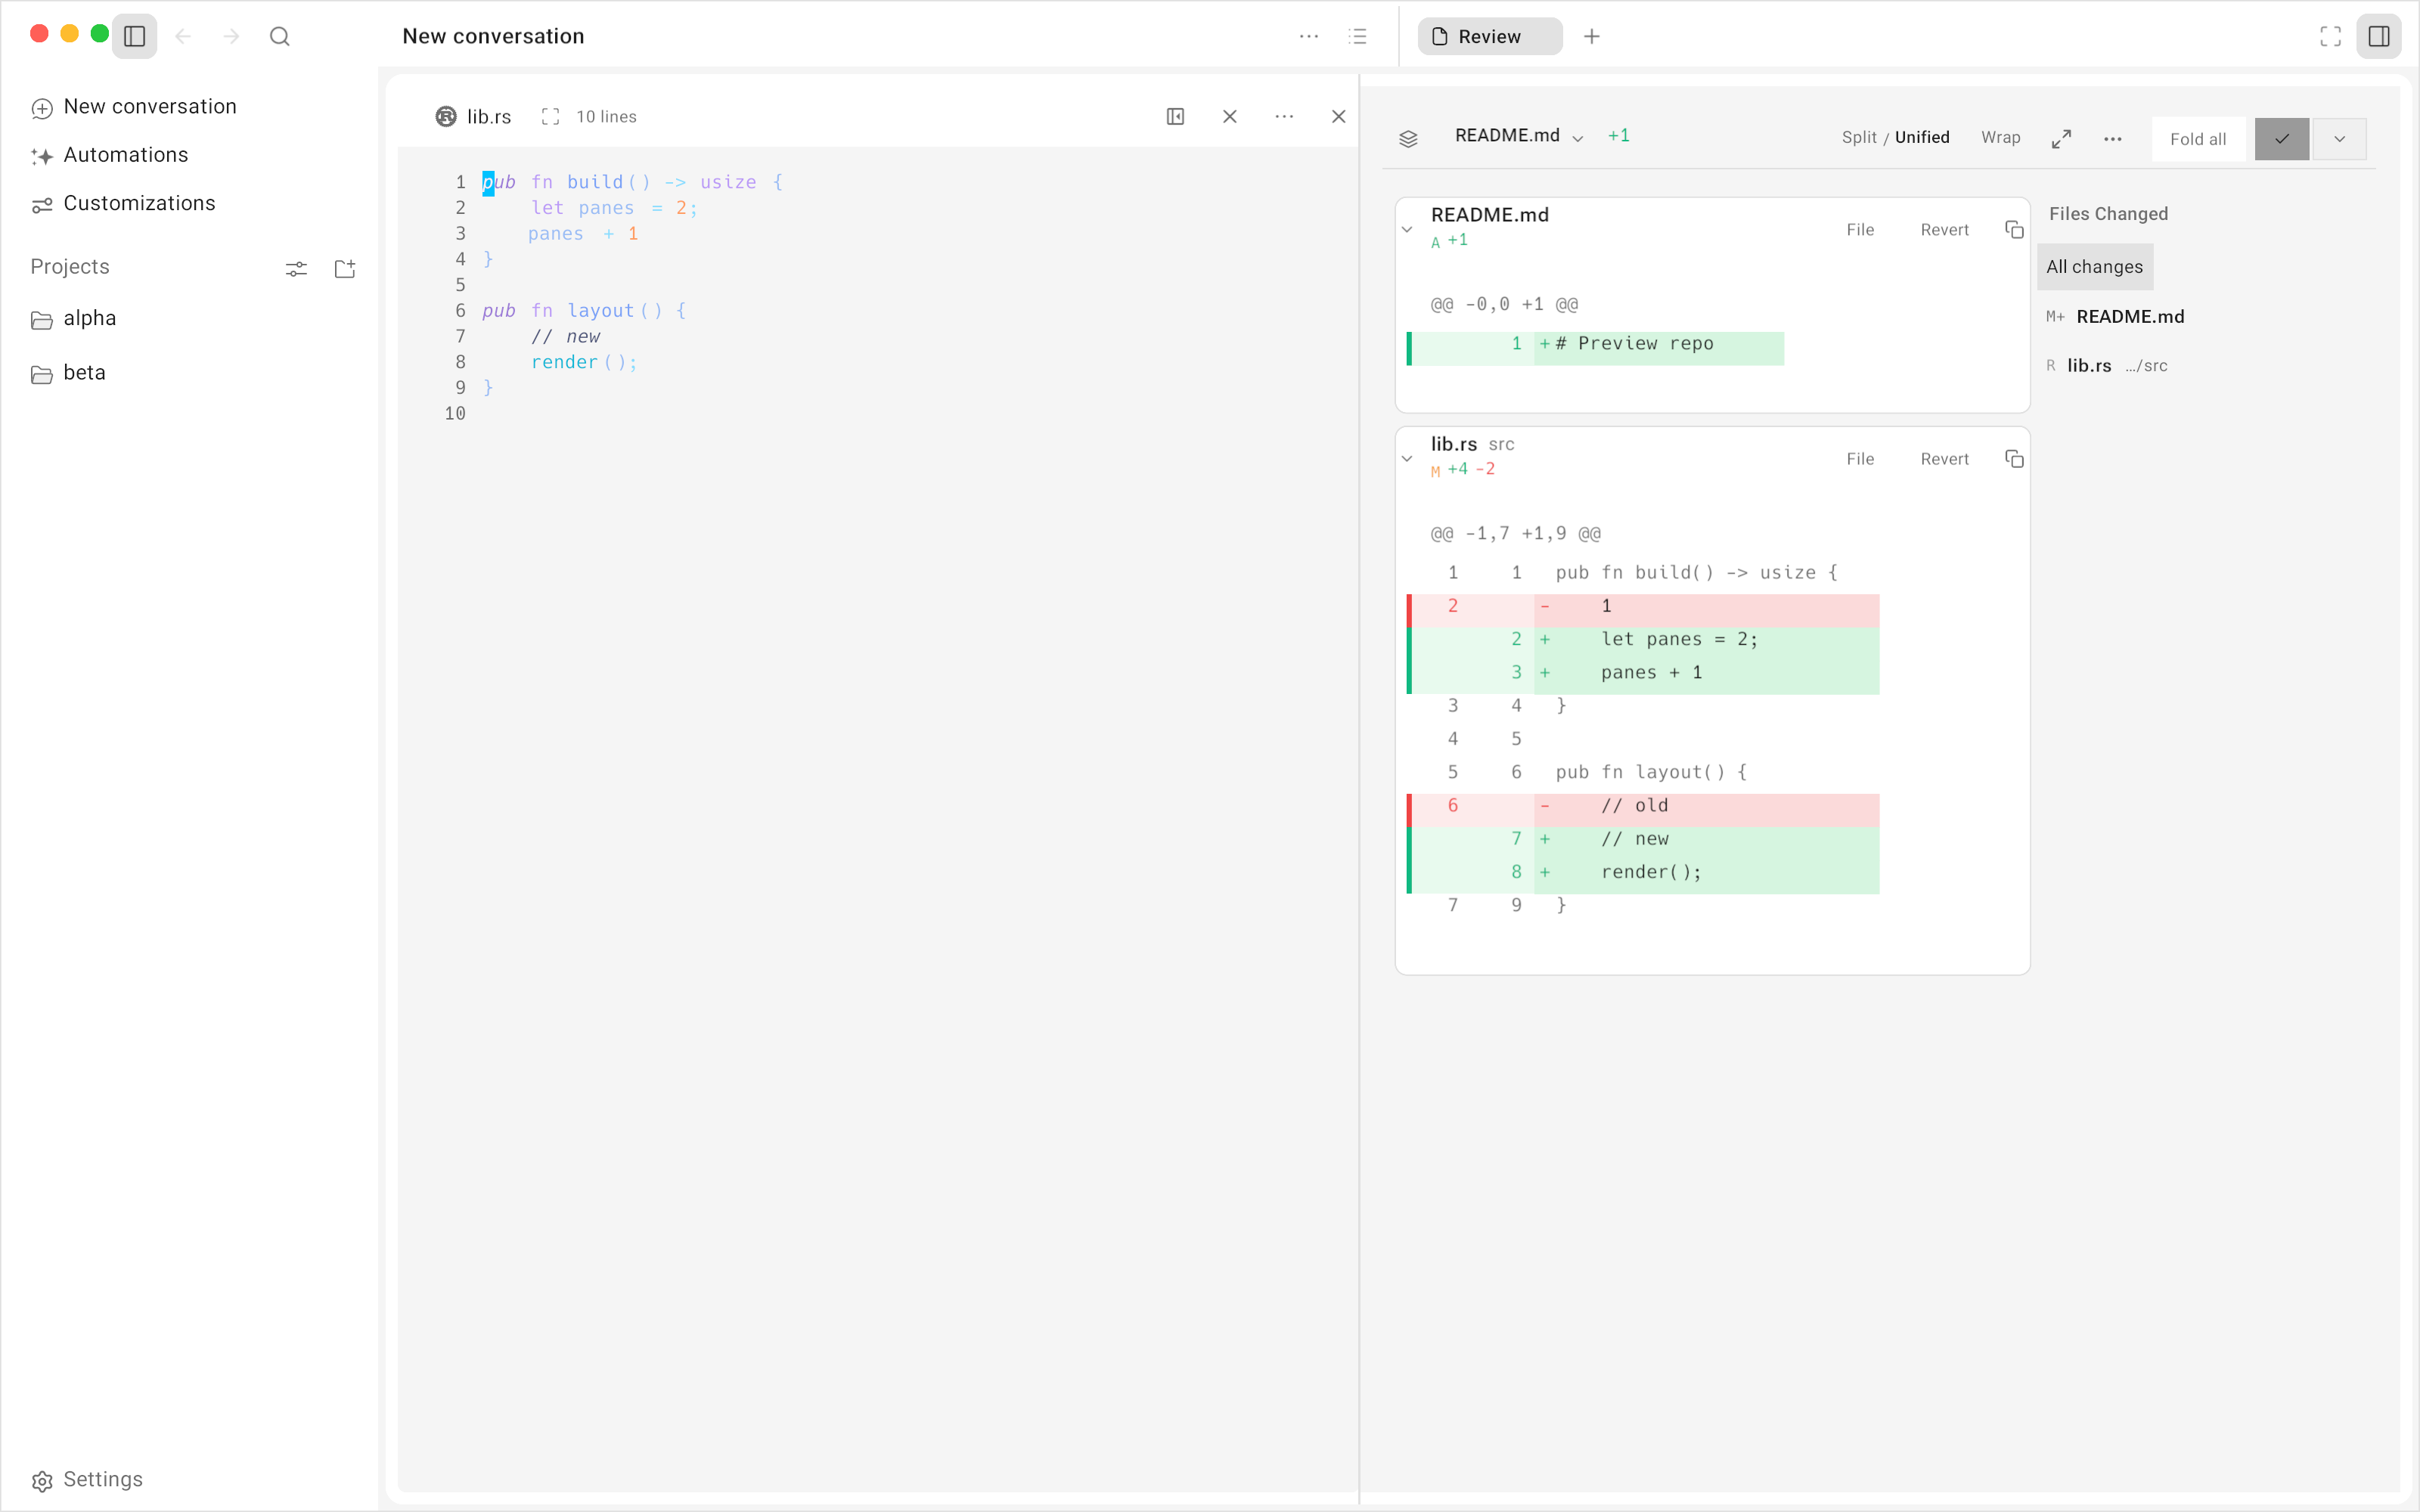 New conversation
Review
New conversation
Automations
Customizations
Projects
alpha
beta
Settings
lib.rs 10 lines
1 pub fn build() -> usize {
2     let panes = 2;
3     panes + 1
4 }
5
6 pub fn layout() {
7     // new
8     render();
9 }
10
README.md +1 Split / Unified Wrap Fold all
README.md File Revert
A +1
@@ -0,0 +1 @@
1 +# Preview repo
lib.rs src File Revert
M +4 -2
@@ -1,7 +1,9 @@
1 1 pub fn build() -> usize {
2 -     1
2 +     let panes = 2;
3 +     panes + 1
3 4 }
4 5
5 6 pub fn layout() {
6 -     // old
7 +     // new
8 +     render();
7 9 }
Files Changed
All changes
M+ README.md
R lib.rs …/src